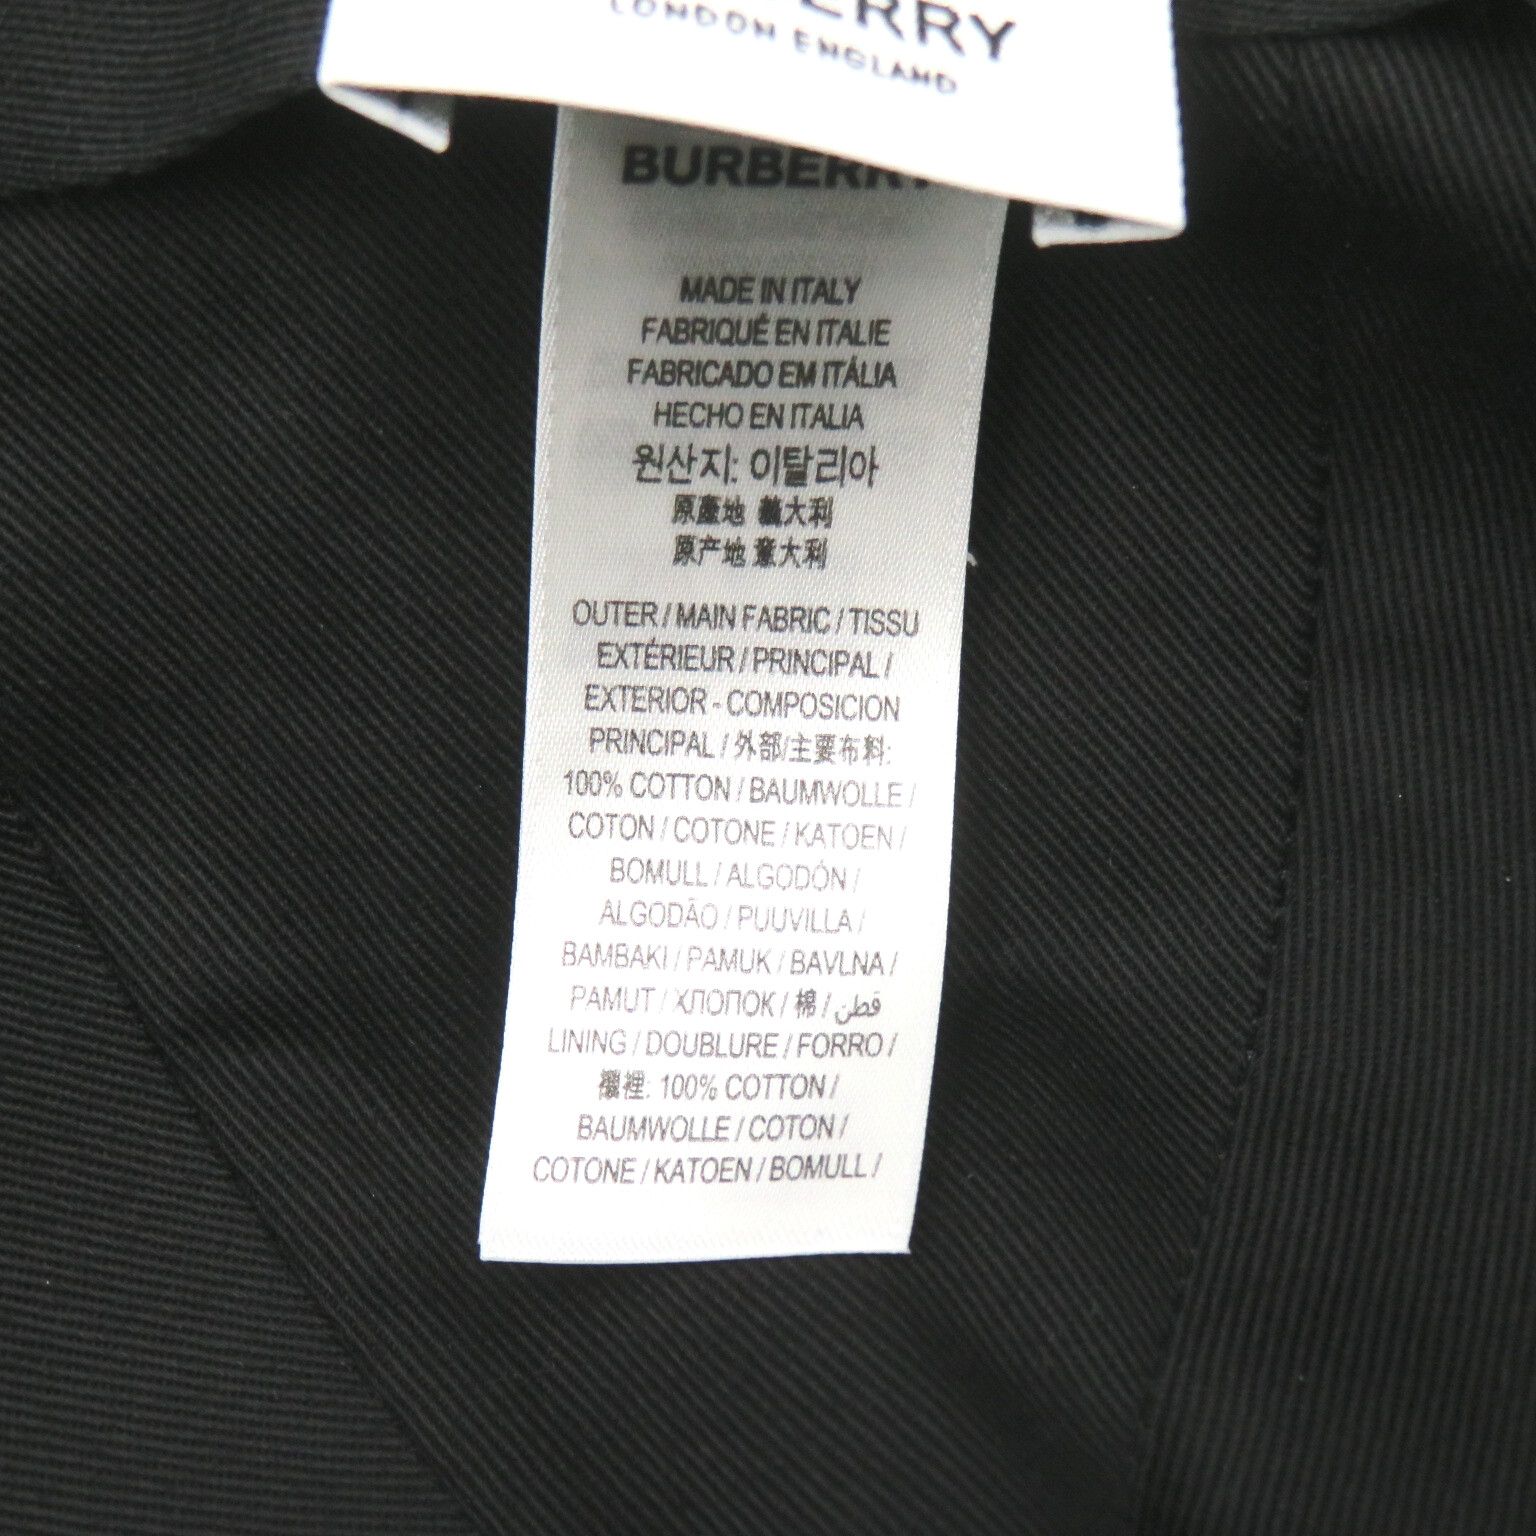 LONDON ENGLAND
BURBERRY
MADE IN ITALY
FABRIQUÉ EN ITALIE
FABRICADO EM ITÁLIA
HECHO EN ITALIA
원산지: 이탈리아
原產地 義大利
原产地 意大利
OUTER / MAIN FABRIC / TISSU
EXTÉRIEUR / PRINCIPAL /
EXTERIOR - COMPOSICION
PRINCIPAL / 外部/主要布料:
100% COTTON / BAUMWOLLE /
COTON / COTONE / KATOEN /
BOMULL / ALGODÓN /
ALGODÃO / PUUVILLA /
BAMBAKI / PAMUK / BAVLNA /
PAMUT / ХЛОПОК / 棉 / قطن
LINING / DOUBLURE / FORRO /
襯裡: 100% COTTON /
BAUMWOLLE / COTON /
COTONE / KATOEN / BOMULL /